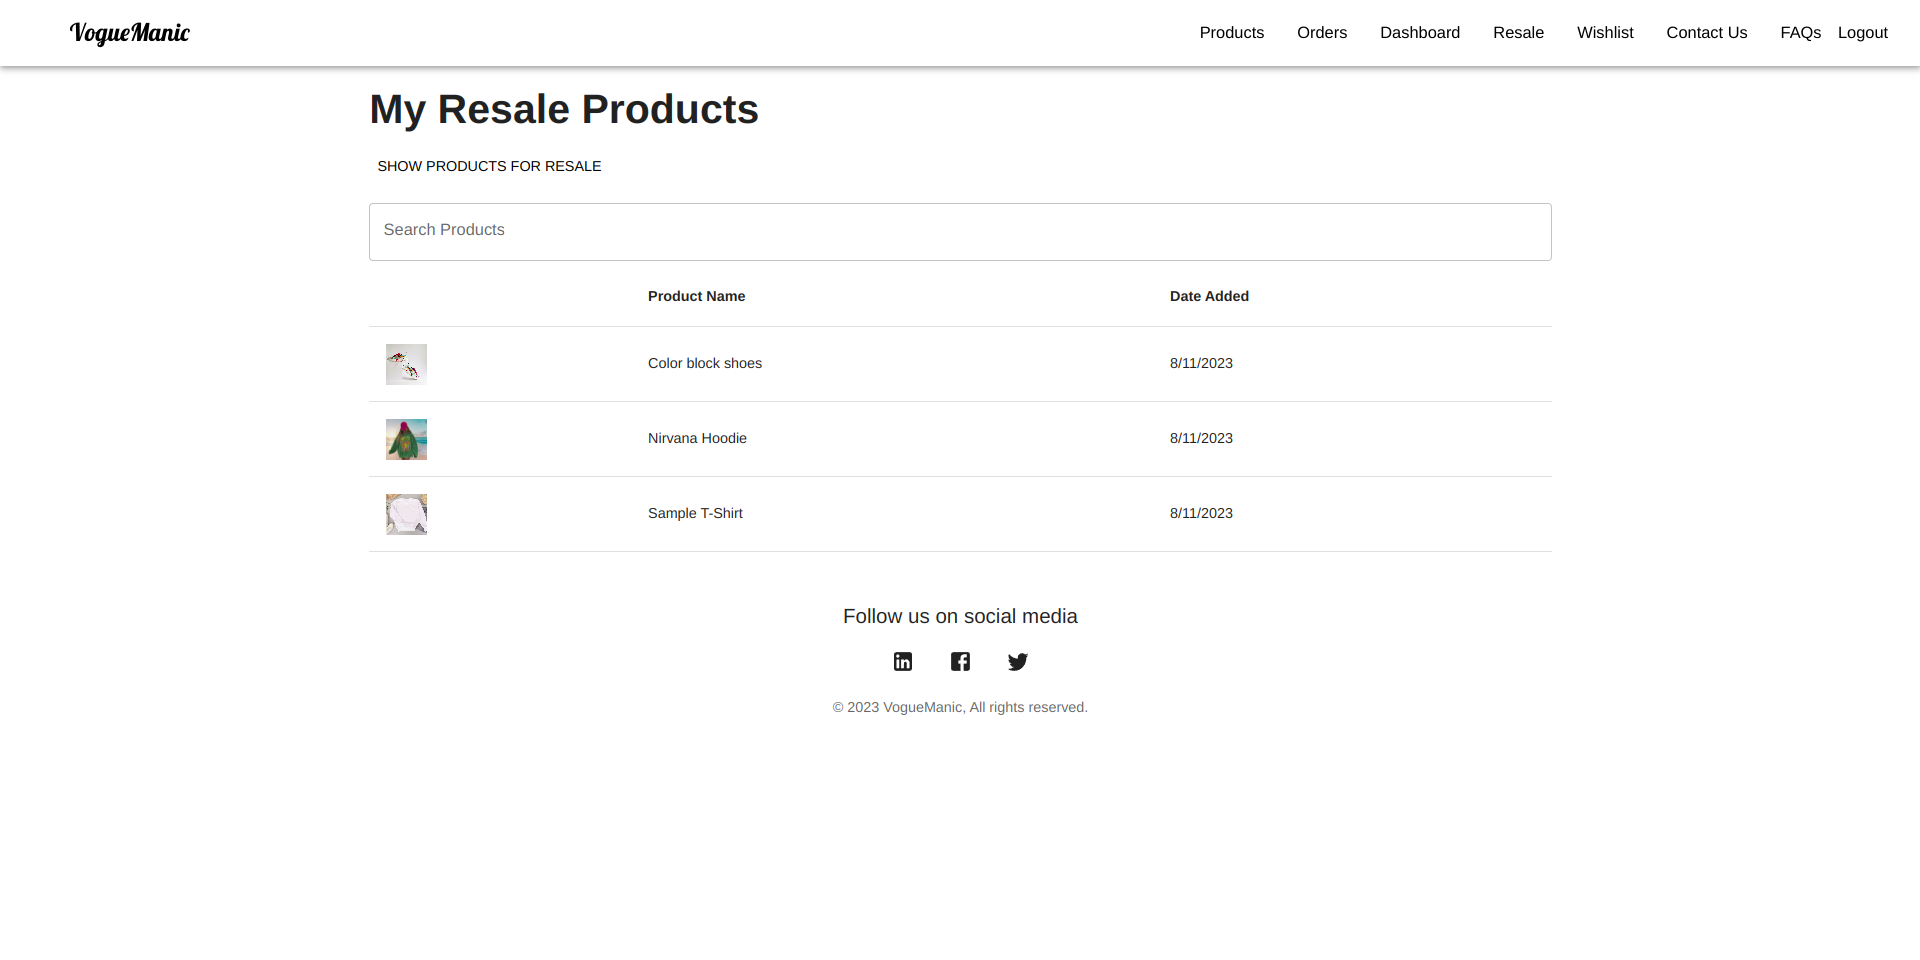 VogueManic
Products Orders Dashboard Resale Wishlist Contact Us FAQs Logout
My Resale Products
SHOW PRODUCTS FOR RESALE
Search Products
Product Name Date Added
Color block shoes 8/11/2023
Nirvana Hoodie 8/11/2023
Sample T-Shirt 8/11/2023
Follow us on social media
© 2023 VogueManic, All rights reserved.